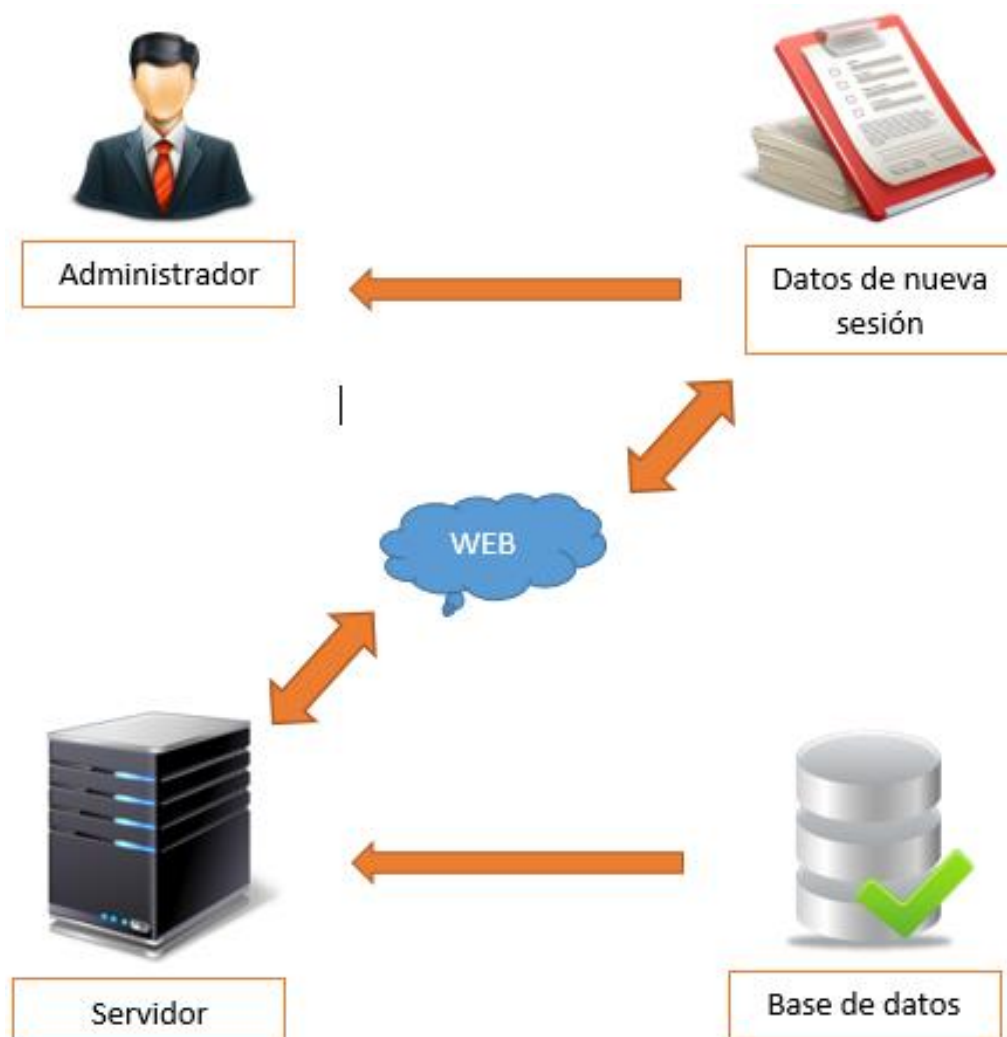 Administrador
Datos de nueva
sesión
WEB
Servidor
Base de datos